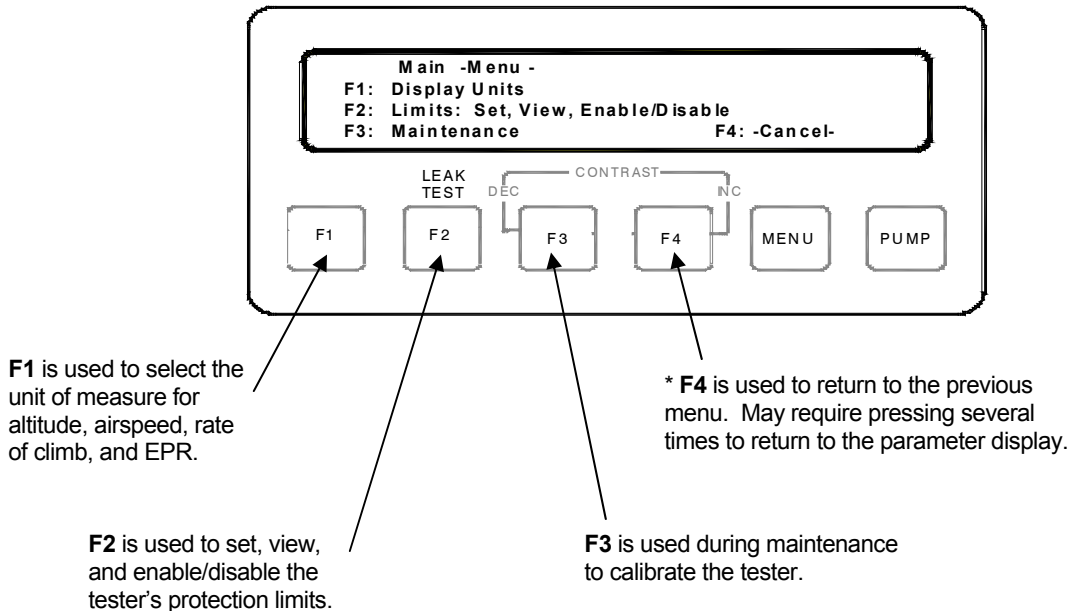 Main -Menu -
F1: Display Units
F2: Limits: Set, View, Enable/Disable
F3: Maintenance F4: -Cancel-
LEAK
TEST
DEC CONTRAST INC
F1 F2 F3 F4 MENU PUMP
F1 is used to select the
unit of measure for
altitude, airspeed, rate
of climb, and EPR.
* F4 is used to return to the previous
menu. May require pressing several
times to return to the parameter display.
F2 is used to set, view,
and enable/disable the
tester's protection limits.
F3 is used during maintenance
to calibrate the tester.